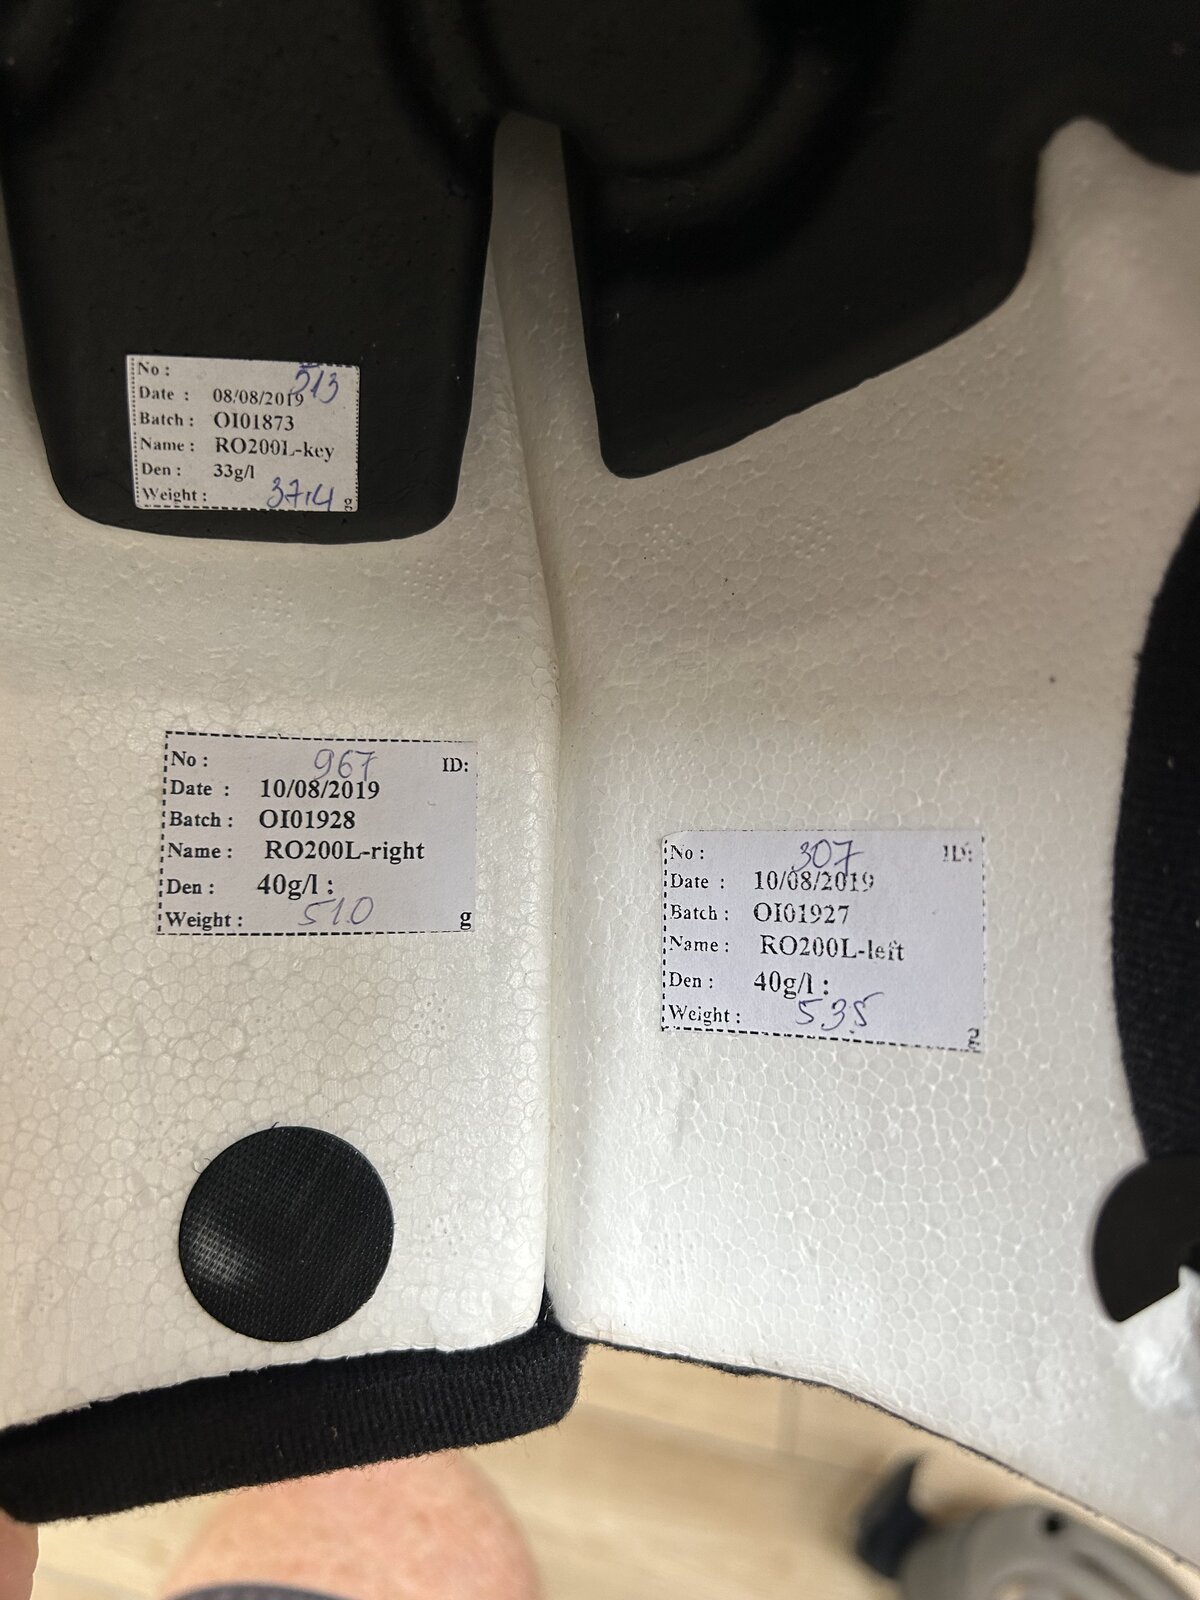 No : 513
Date : 08/08/2019
Batch : OI01873
Name : RO200L-key
Den : 33g/l
Weight : 37,4 g
No : 967 ID:
Date : 10/08/2019
Batch : OI01928
Name : RO200L-right
Den : 40g/l :
Weight : 510 g
No : 307 ID:
Date : 10/08/2019
Batch : OI01927
Name : RO200L-left
Den : 40g/l :
Weight : 535 g